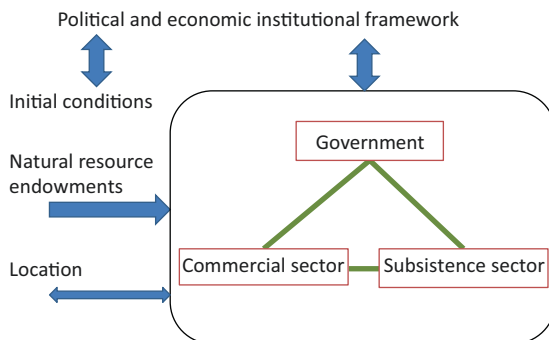 Political and economic institutional framework
Initial conditions
Natural resource
endowments
Government
Location
Commercial sector
Subsistence sector